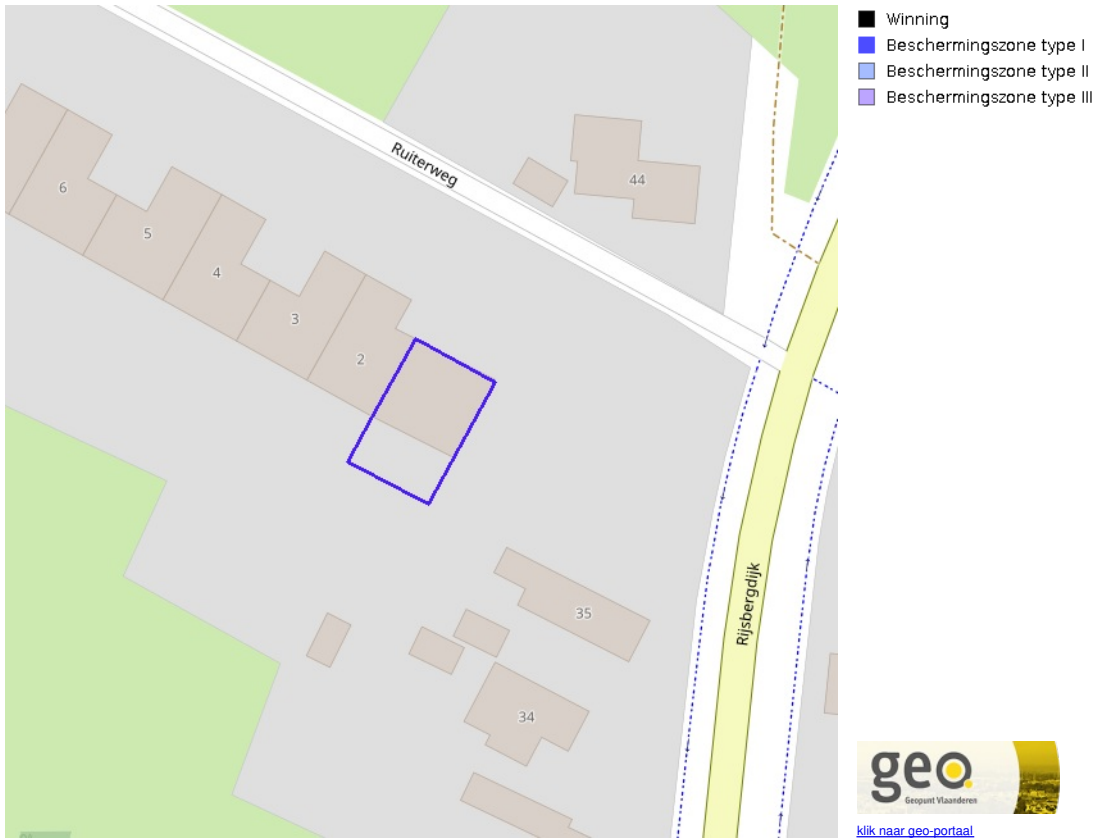 Winning
Beschermingszone type I
Beschermingszone type II
Beschermingszone type III
Ruiterweg
44
6
5
4
3
2
35
Rijsbergdijk
34
geo
Geopunt Vlaanderen
klik naar geo-portaal